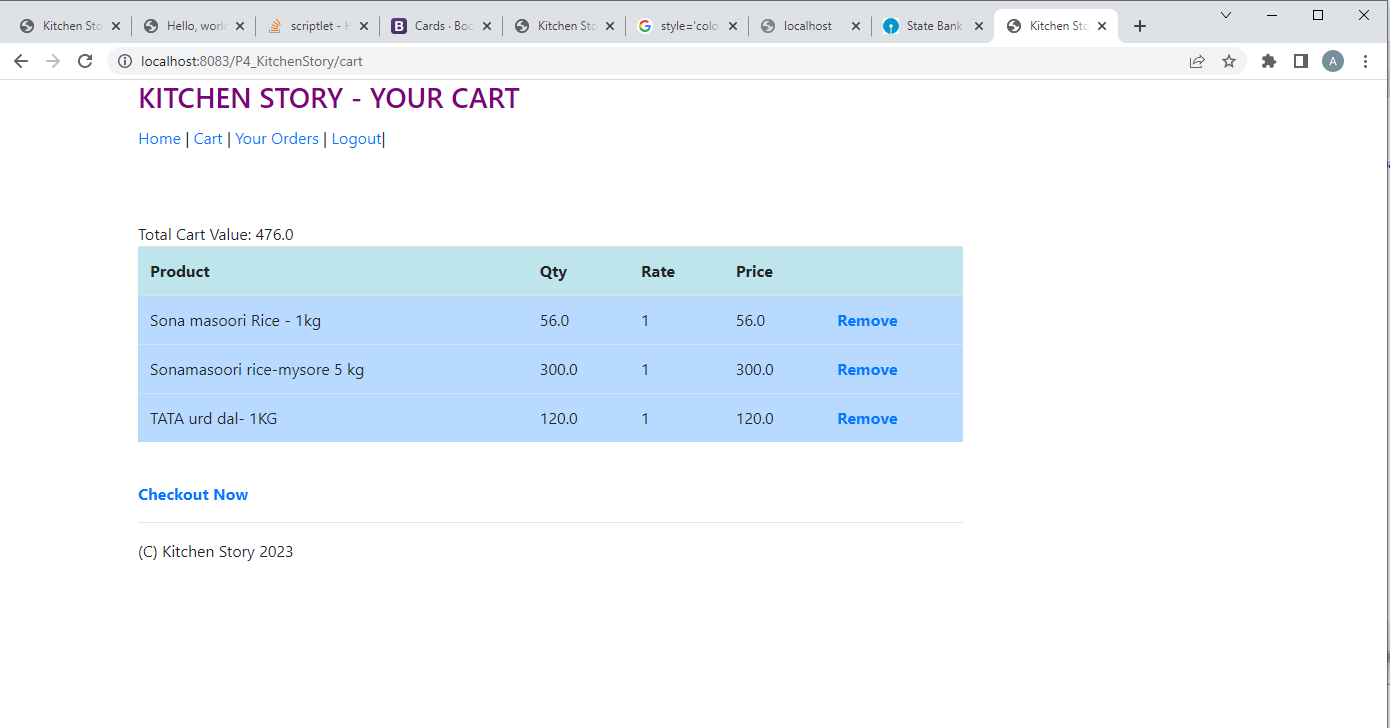 Kitchen Sto Hello, worl scriptlet - H Cards · Boo Kitchen Sto style='colo localhost State Bank Kitchen Sto
localhost:8083/P4_KitchenStory/cart A
KITCHEN STORY - YOUR CART
Home | Cart | Your Orders | Logout|
Total Cart Value: 476.0
Product Qty Rate Price
Sona masoori Rice - 1kg 56.0 1 56.0 Remove
Sonamasoori rice-mysore 5 kg 300.0 1 300.0 Remove
TATA urd dal- 1KG 120.0 1 120.0 Remove
Checkout Now
(C) Kitchen Story 2023